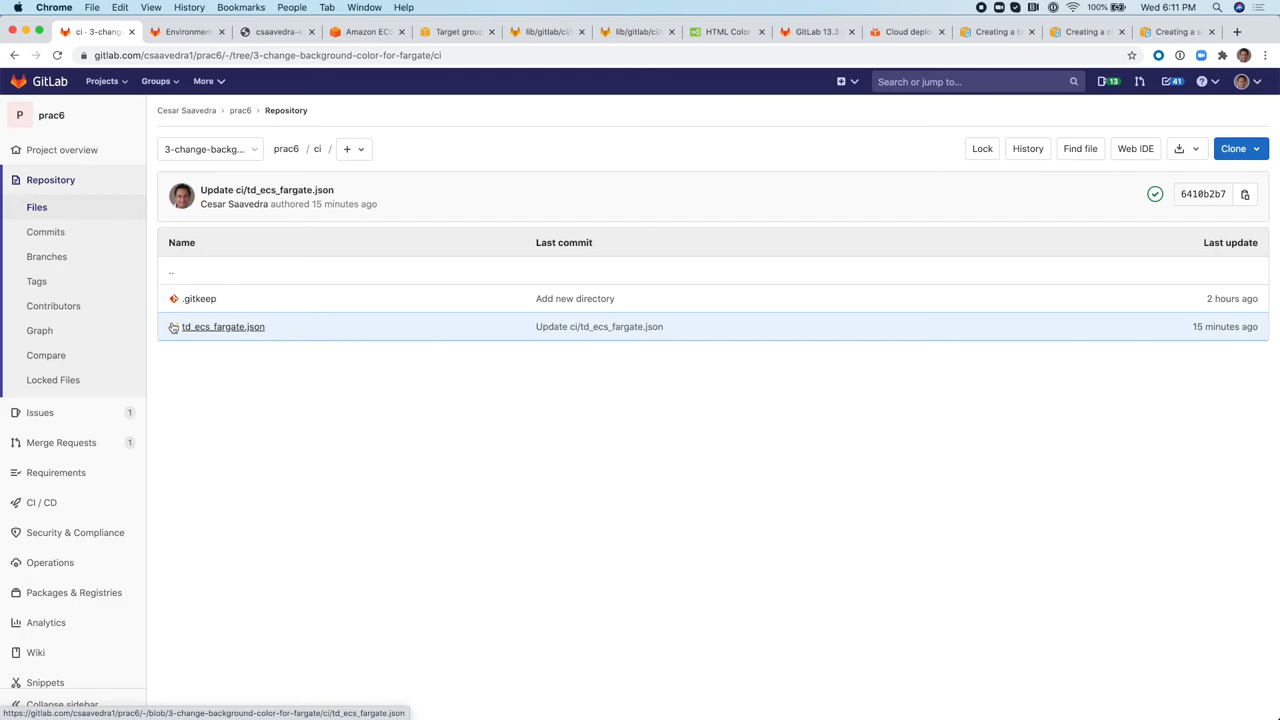 Chrome File Edit View History Bookmarks People Tab Window Help 100% Wed 6:11 PM
ci · 3-chang Environmen csaavedra-e Amazon ECS Target group lib/gitlab/ci/ lib/gitlab/ci/ HTML Color GitLab 13.3 Cloud deploy Creating a ta Creating a cl Creating a se
gitlab.com/csaavedra1/prac6/-/tree/3-change-background-color-for-fargate/ci
GitLab Projects Groups More Search or jump to... 13 41
P prac6
Cesar Saavedra › prac6 › Repository
3-change-backg... prac6 / ci / + Lock History Find file Web IDE Clone
Project overview
Repository
Files
Commits
Branches
Tags
Contributors
Graph
Compare
Locked Files
Issues 1
Merge Requests 1
Requirements
CI / CD
Security & Compliance
Operations
Packages & Registries
Analytics
Wiki
Snippets
Collapse sidebar
Update ci/td_ecs_fargate.json
Cesar Saavedra authored 15 minutes ago
6410b2b7
Name Last commit Last update
..
.gitkeep Add new directory 2 hours ago
td_ecs_fargate.json Update ci/td_ecs_fargate.json 15 minutes ago
https://gitlab.com/csaavedra1/prac6/-/blob/3-change-background-color-for-fargate/ci/td_ecs_fargate.json